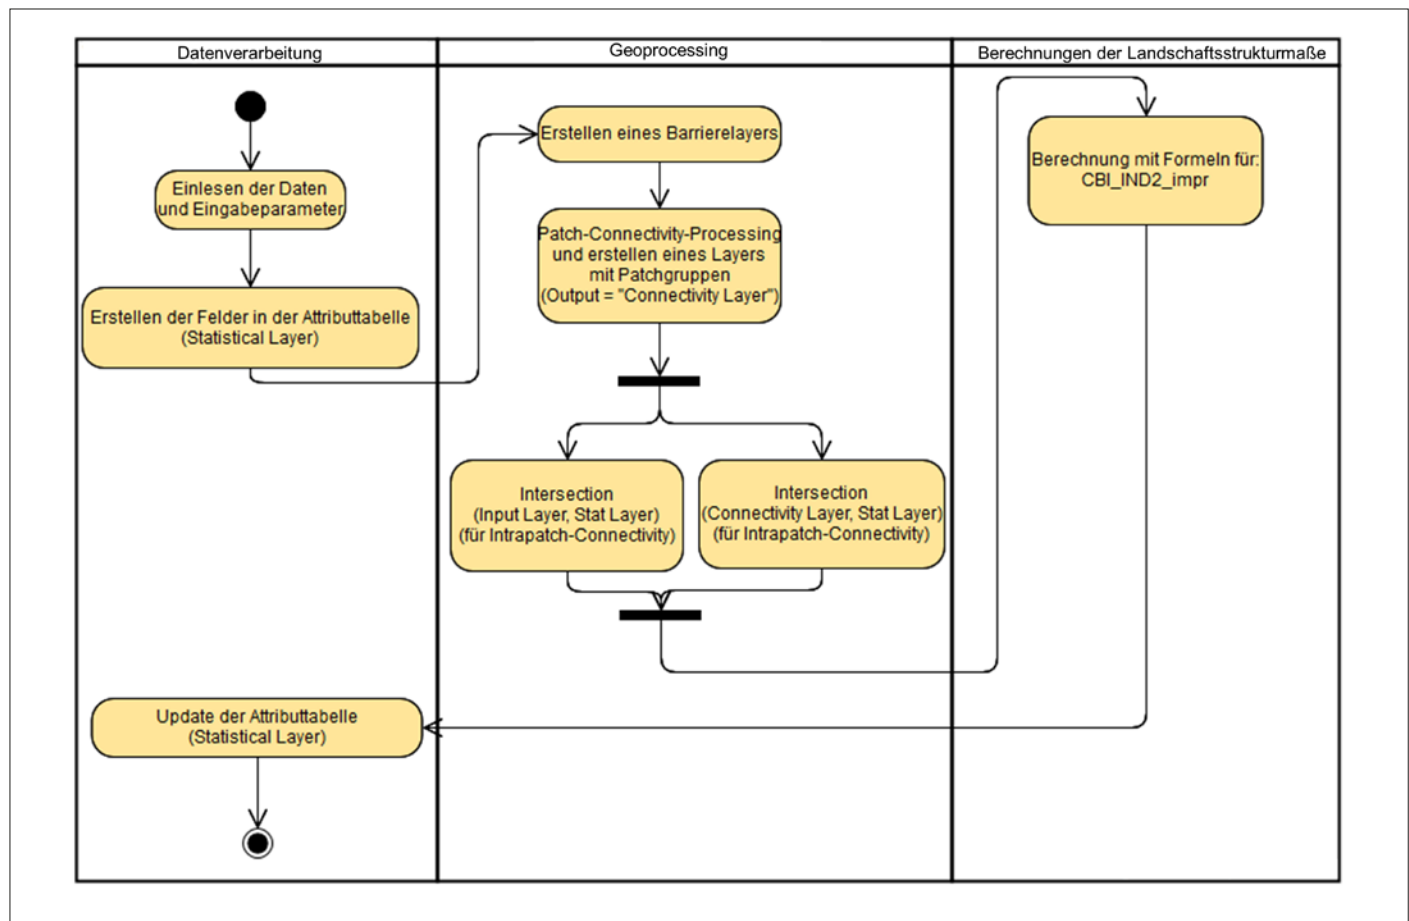 Datenverarbeitung
Geoprocessing
Berechnungen der Landschaftsstrukturmaße
Einlesen der Daten
und Eingabeparameter
Erstellen der Felder in der Attributtabelle
(Statistical Layer)
Erstellen eines Barrierelayers
Patch-Connectivity-Processing
und erstellen eines Layers
mit Patchgruppen
(Output = "Connectivity Layer")
Intersection
(Input Layer, Stat Layer)
(für Intrapatch-Connectivity)
Intersection
(Connectivity Layer, Stat Layer)
(für Intrapatch-Connectivity)
Berechnung mit Formeln für:
CBI_IND2_impr
Update der Attributtabelle
(Statistical Layer)